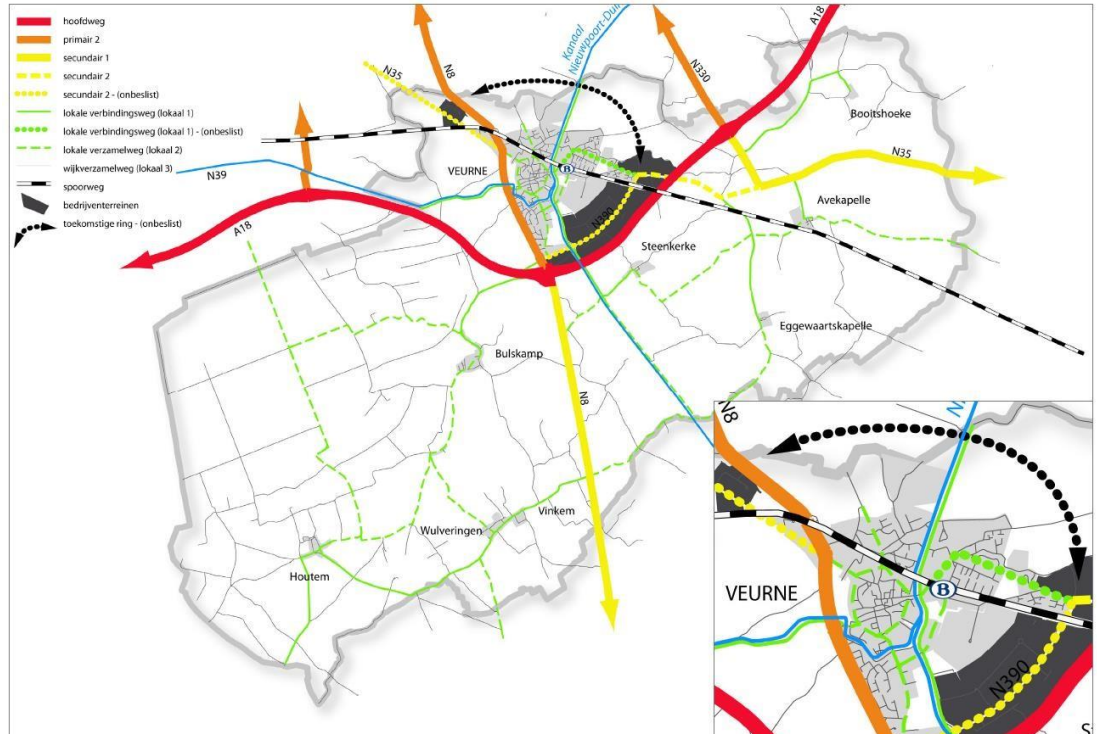 hoofdweg
primair 2
secundair 1
secundair 2
secundair 2 - (onbeslist)
lokale verbindingsweg (lokaal 1)
lokale verbindingsweg (lokaal 1) - (onbeslist)
lokale verzamelweg (lokaal 2)
wijkverzamelweg (lokaal 3)
spoorweg
bedrijventerreinen
toekomstige ring - (onbeslist)
A18
Kanaal
Nieuwpoort-Dui
N35
N8
N330
Booitshoeke
N35
N39
VEURNE
B
Avekapelle
N390
A18
Steenkerke
Eggewaartskapelle
Bulskamp
N8
Vinkem
Wulveringen
Houtem
N8
N
VEURNE
B
N390
S